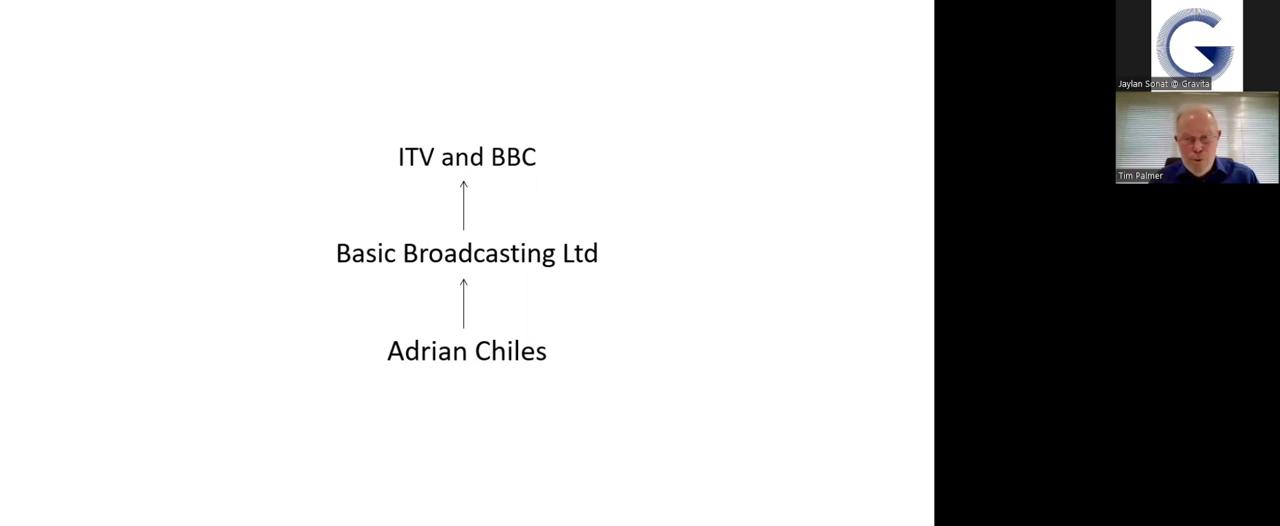 ITV and BBC
Basic Broadcasting Ltd
Adrian Chiles
Jaylan Sonat @ Gravita
Tim Palmer